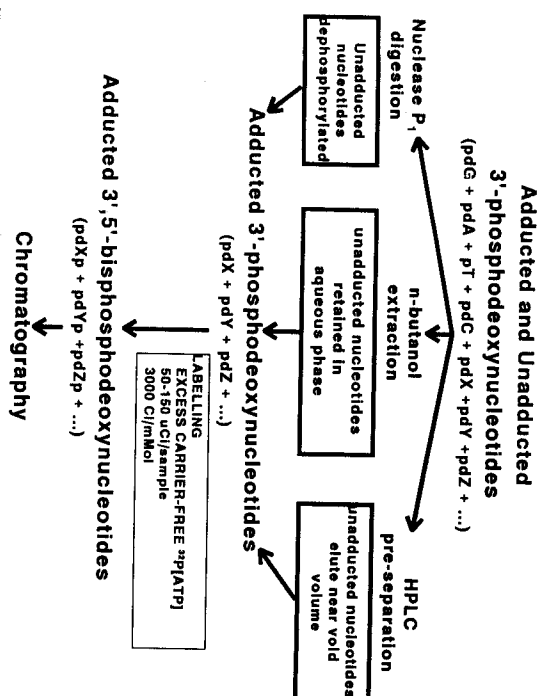 Adducted and Unadducted
3'-phosphodeoxynucleotides
(pdG + pdA + pT + pdC + pdX +pdY +pdZ + ...)
Nuclease P1
digestion
n-butanol
extraction
HPLC
pre-separation
Unadducted
nucleotides
dephosphorylated
unadducted nucleotides
retained in
aqueous phase
unadducted nucleotides
elute near void
volume
Adducted 3'-phosphodeoxynucleotides
(pdX + pdY + pdZ + ...)
LABELLING
EXCESS CARRIER-FREE ³²P[ATP]
50-150 uCi/sample
3000 Ci/mMol
Adducted 3',5'-bisphosphodeoxynucleotides
(pdXp + pdYp +pdZp + ....)
Chromatography